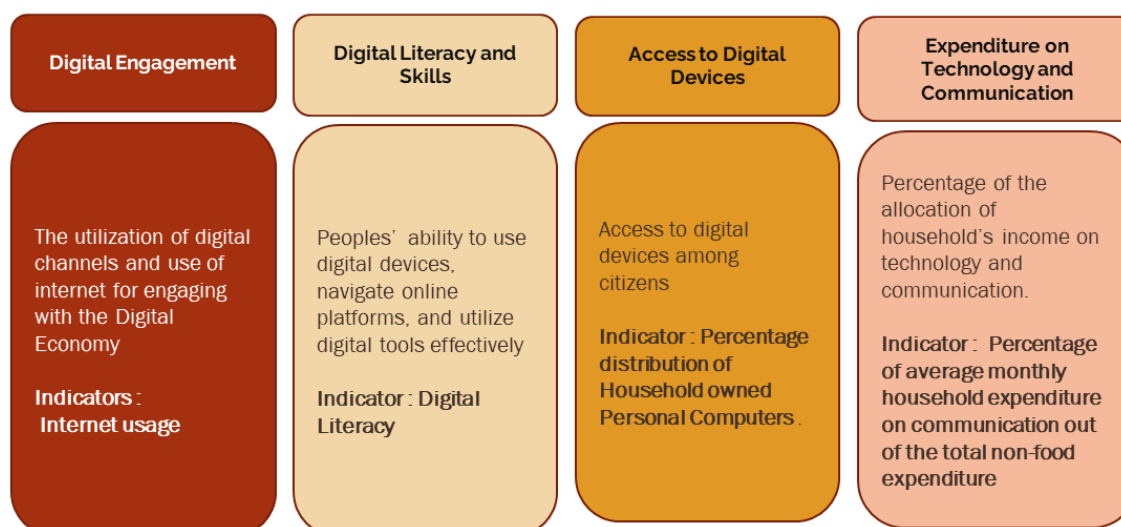 Digital Engagement
The utilization of digital
channels and use of
internet for engaging
with the Digital
Economy
Indicators :
Internet usage
Digital Literacy and
Skills
Peoples’ ability to use
digital devices,
navigate online
platforms, and utilize
digital tools effectively
Indicator : Digital
Literacy
Access to Digital
Devices
Access to digital
devices among
citizens
Indicator : Percentage
distribution of
Household owned
Personal Computers .
Expenditure on
Technology and
Communication
Percentage of the
allocation of
household’s income on
technology and
communication.
Indicator : Percentage
of average monthly
household expenditure
on communication out
of the total non-food
expenditure